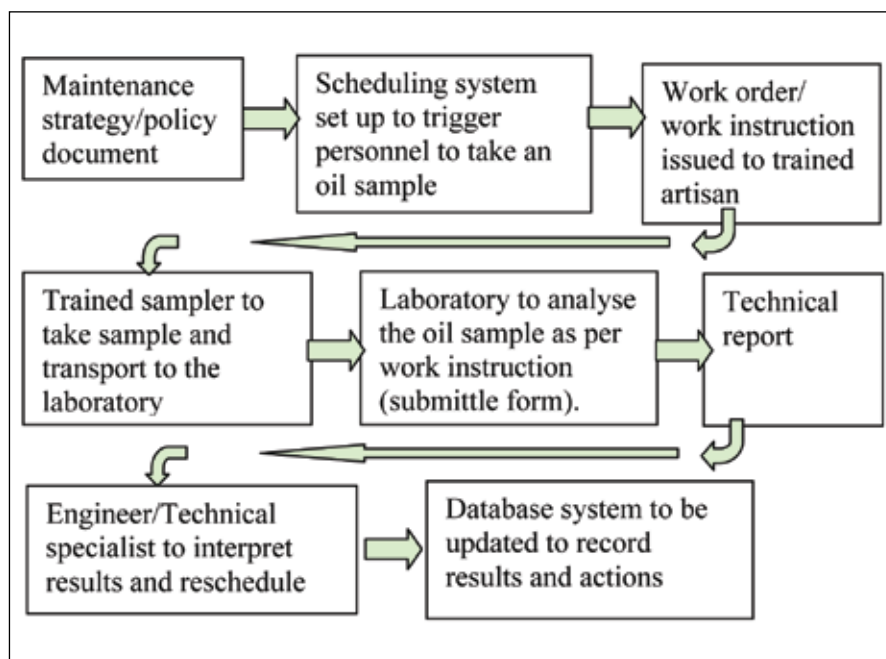 Maintenance
strategy/policy
document
Scheduling system
set up to trigger
personnel to take an
oil sample
Work order/
work instruction
issued to trained
artisan
Trained sampler to
take sample and
transport to the
laboratory
Laboratory to analyse
the oil sample as per
work instruction
(submittle form).
Technical
report
Engineer/Technical
specialist to interpret
results and reschedule
Database system to be
updated to record
results and actions